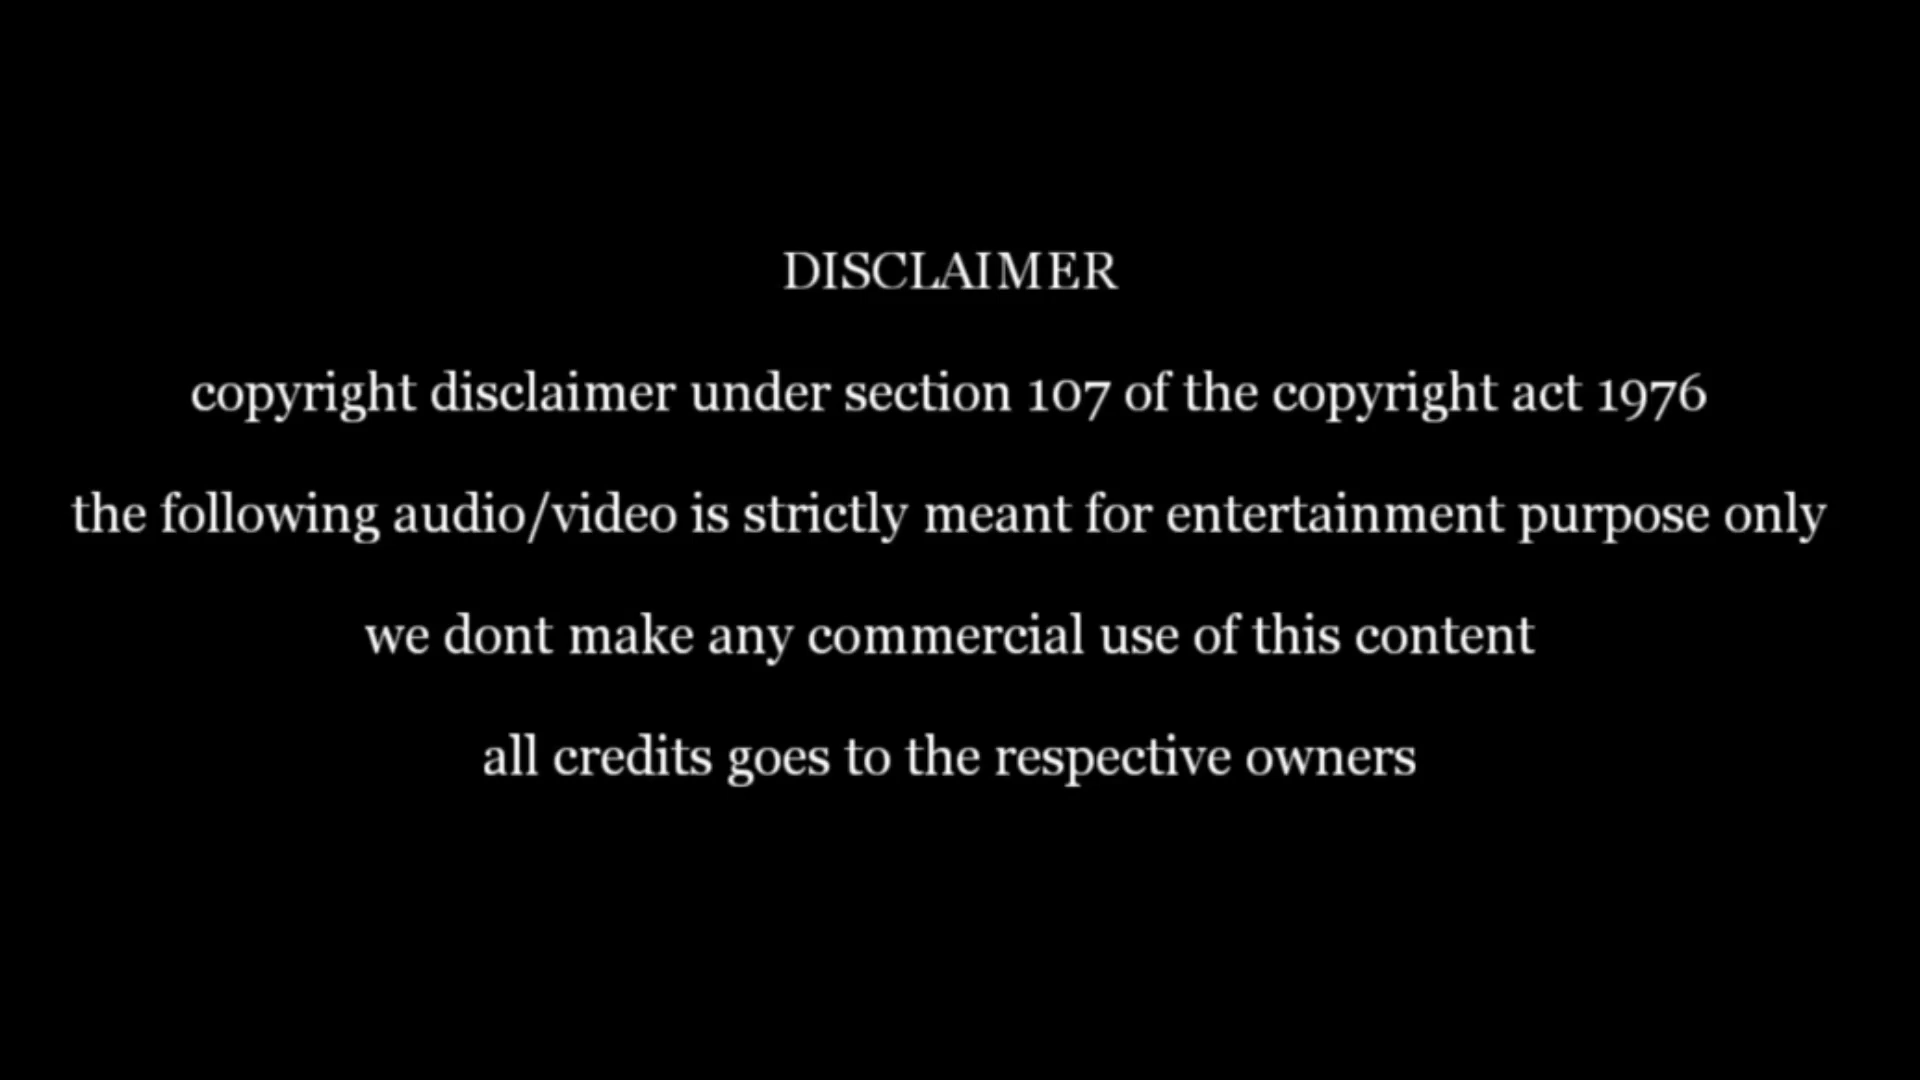 DISCLAIMER
copyright disclaimer under section 107 of the copyright act 1976
the following audio/video is strictly meant for entertainment purpose only
we dont make any commercial use of this content
all credits goes to the respective owners